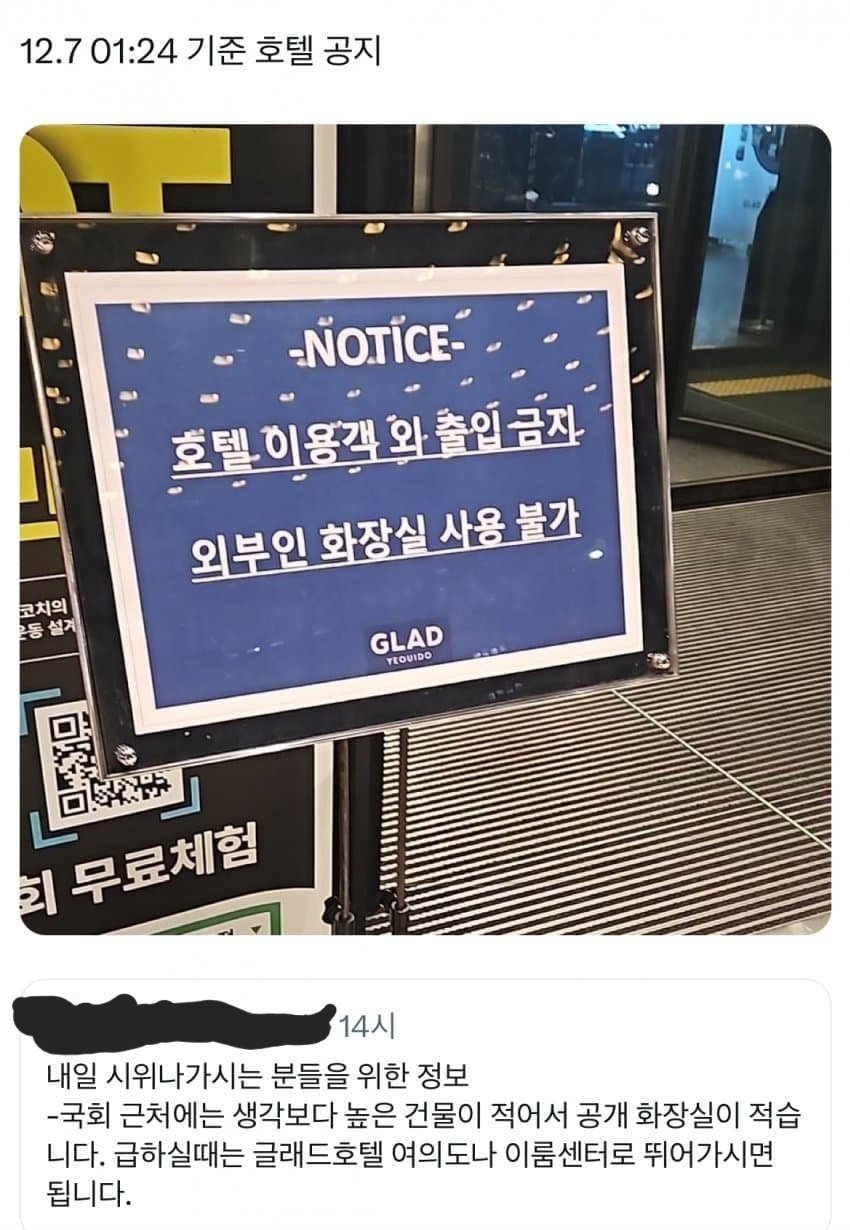 12.7 01:24 기준 호텔 공지
-NOTICE-
호텔 이용객 외 출입 금지
외부인 화장실 사용 불가
GLAD
YEOUIDO
코치의
운동 설계
회 무료체험
14시
내일 시위나가시는 분들을 위한 정보
-국회 근처에는 생각보다 높은 건물이 적어서 공개 화장실이 적습
니다. 급하실때는 글래드호텔 여의도나 이룸센터로 뛰어가시면
됩니다.